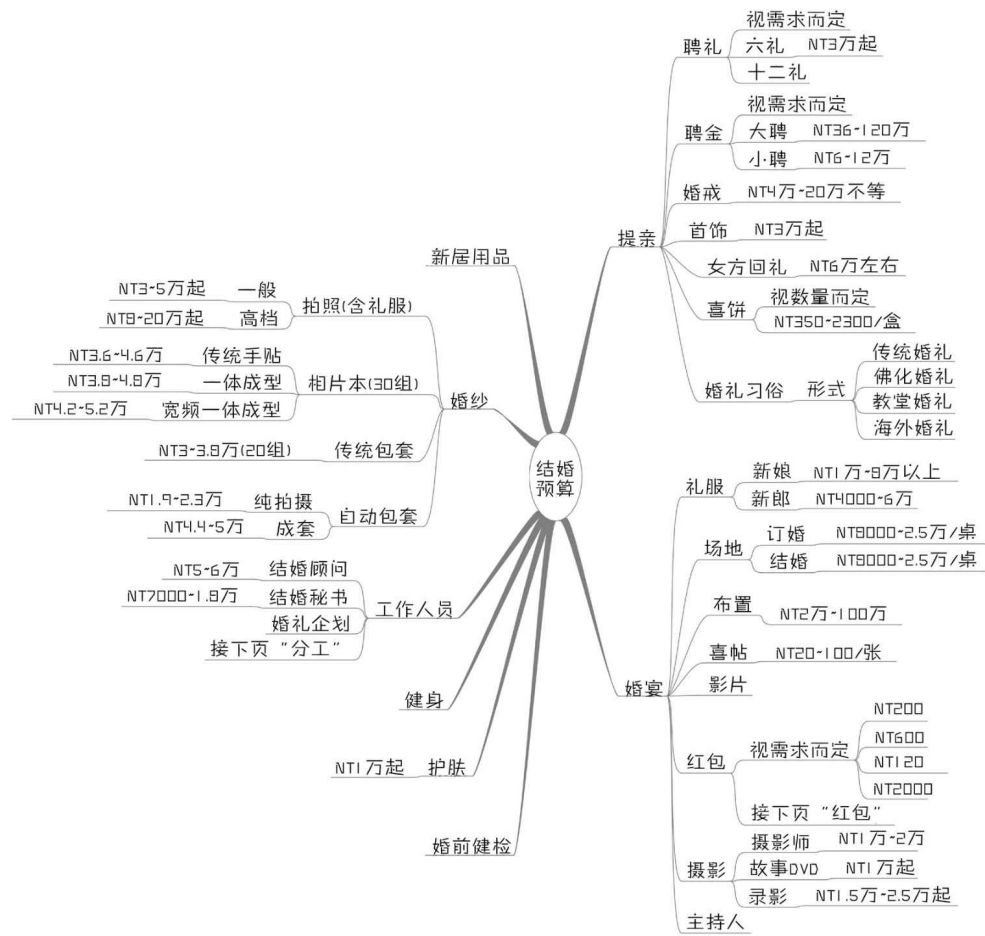 结婚
预算
提亲
聘礼
视需求而定
六礼 NT3万起
十二礼
聘金
视需求而定
大聘 NT36~120万
小聘 NT6~12万
婚戒 NT4万~20万不等
首饰 NT3万起
女方回礼 NT6万左右
喜饼
视数量而定
NT350~2300/盒
婚礼习俗 形式
传统婚礼
佛化婚礼
教堂婚礼
海外婚礼
婚宴
礼服
新娘 NT1万~8万以上
新郎 NT4000~6万
场地
订婚 NT8000~2.5万/桌
结婚 NT8000~2.5万/桌
布置 NT2万~100万
喜帖 NT20~100/张
影片
红包
视需求而定
NT200
NT600
NT120
NT2000
接下页“红包”
摄影
摄影师 NT1万~2万
故事DVD NT1万起
录影 NT1.5万~2.5万起
主持人
新居用品
婚纱
拍照(含礼服)
NT3~5万起 一般
NT8~20万起 高档
相片本(30组)
NT3.6~4.6万 传统手贴
NT3.8~4.8万 一体成型
NT4.2~5.2万 宽频一体成型
NT3~3.8万(20组) 传统包套
自动包套
NT1.9~2.3万 纯拍摄
NT4.4~5万 成套
工作人员
NT5~6万 结婚顾问
NT7000~1.8万 结婚秘书
婚礼企划
接下页“分工”
健身
NT1万起 护肤
婚前健检